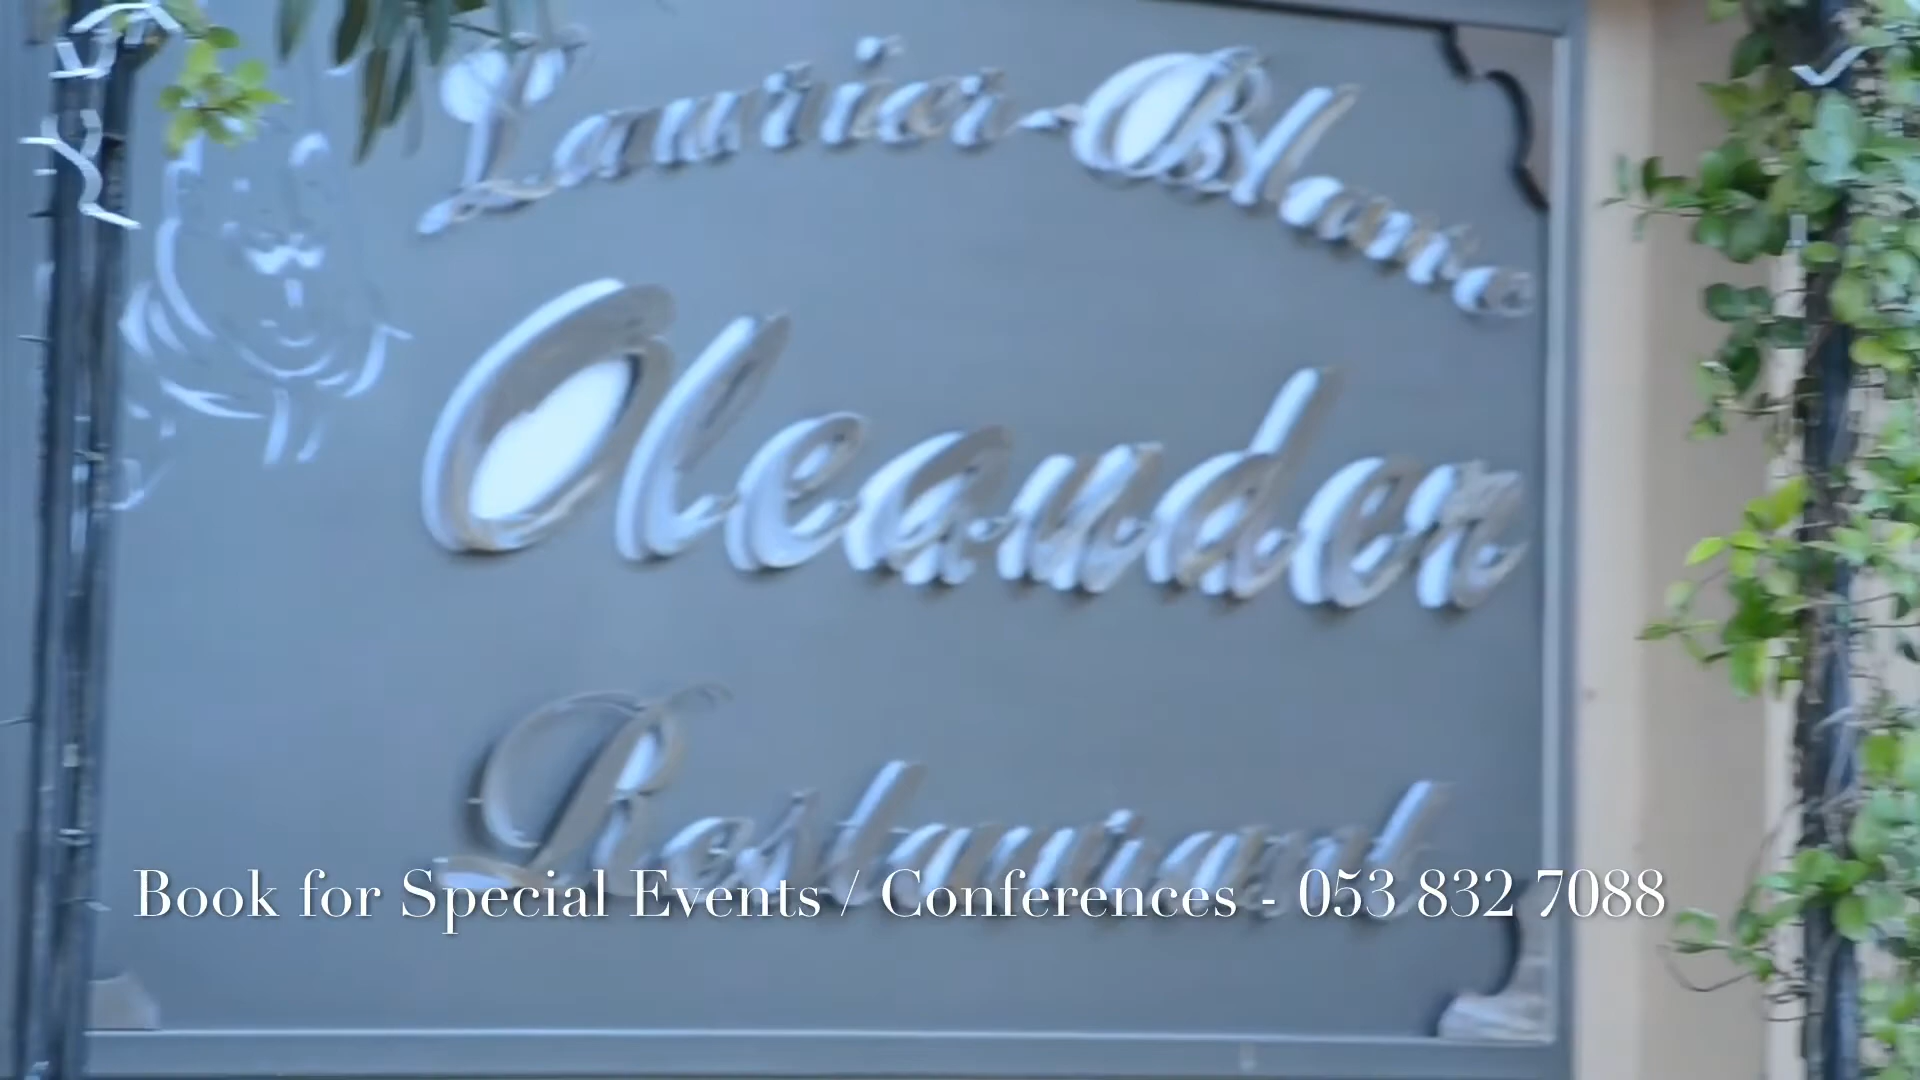 Laurier-Blanc
Oleander
Restaurant
Book for Special Events / Conferences - 053 832 7088